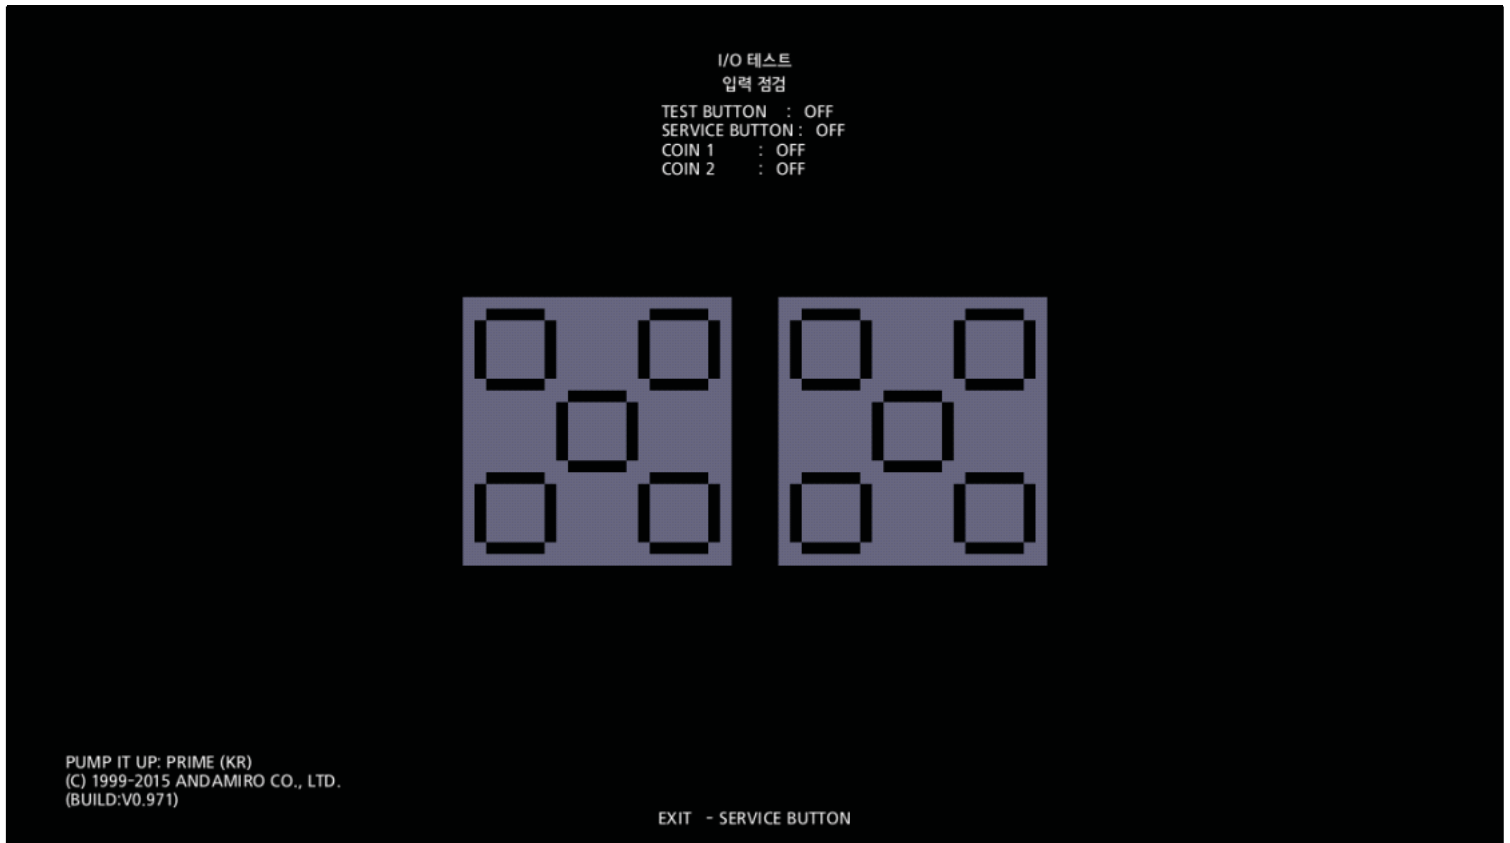 I/O 테스트
입력 점검
TEST BUTTON : OFF
SERVICE BUTTON : OFF
COIN 1 : OFF
COIN 2 : OFF
PUMP IT UP: PRIME (KR)
(C) 1999-2015 ANDAMIRO CO., LTD.
(BUILD:V0.971)
EXIT - SERVICE BUTTON